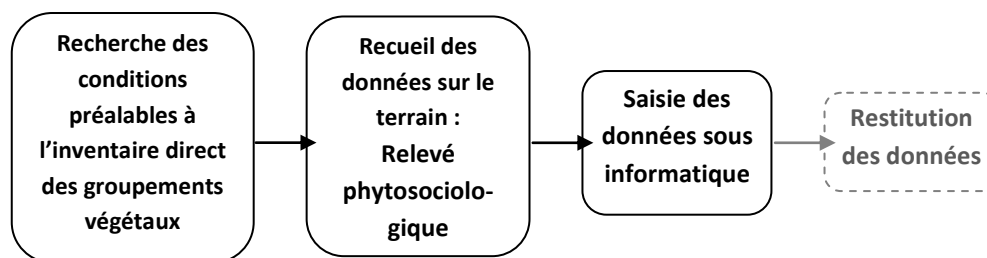 Recherche des
conditions
préalables à
l’inventaire direct
des groupements
végétaux
Recueil des
données sur le
terrain :
Relevé
phytosociolo-
gique
Saisie des
données sous
informatique
Restitution
des données